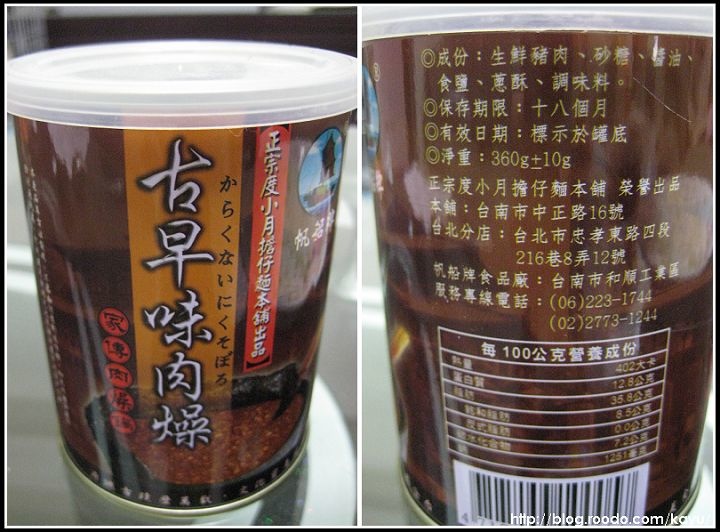 正宗度小月擔仔麵本舖出品
帆船牌
からくないにくそぼろ
古早味肉燥
家傳肉燥
◎成份：生鮮豬肉、砂糖、醬油、
食鹽、蔥酥、調味料。
◎保存期限：十八個月
◎有效日期：標示於罐底
◎淨重：360g±10g
正宗度小月擔仔麵本舖 榮譽出品
本舖：台南市中正路16號
台北分店：台北市忠孝東路四段
216巷8弄12號
帆船牌食品廠：台南市和順工業區
服務專線電話：(06)223-1744
(02)2773-1244
每 100公克營養成份
熱量 402大卡
蛋白質 12.8公克
脂肪 35.8公克
飽和脂肪 8.5公克
反式脂肪 0.0公克
碳水化合物 7.2公克
1251毫克
http://blog.roodo.com/kayu/